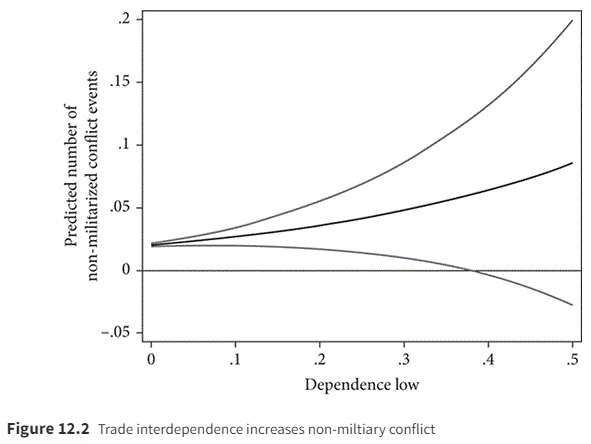 Predicted number of
non-militarized conflict events
.2
.15
.1
.05
0
−.05
0 .1 .2 .3 .4 .5
Dependence low
Figure 12.2 Trade interdependence increases non-miltiary conflict